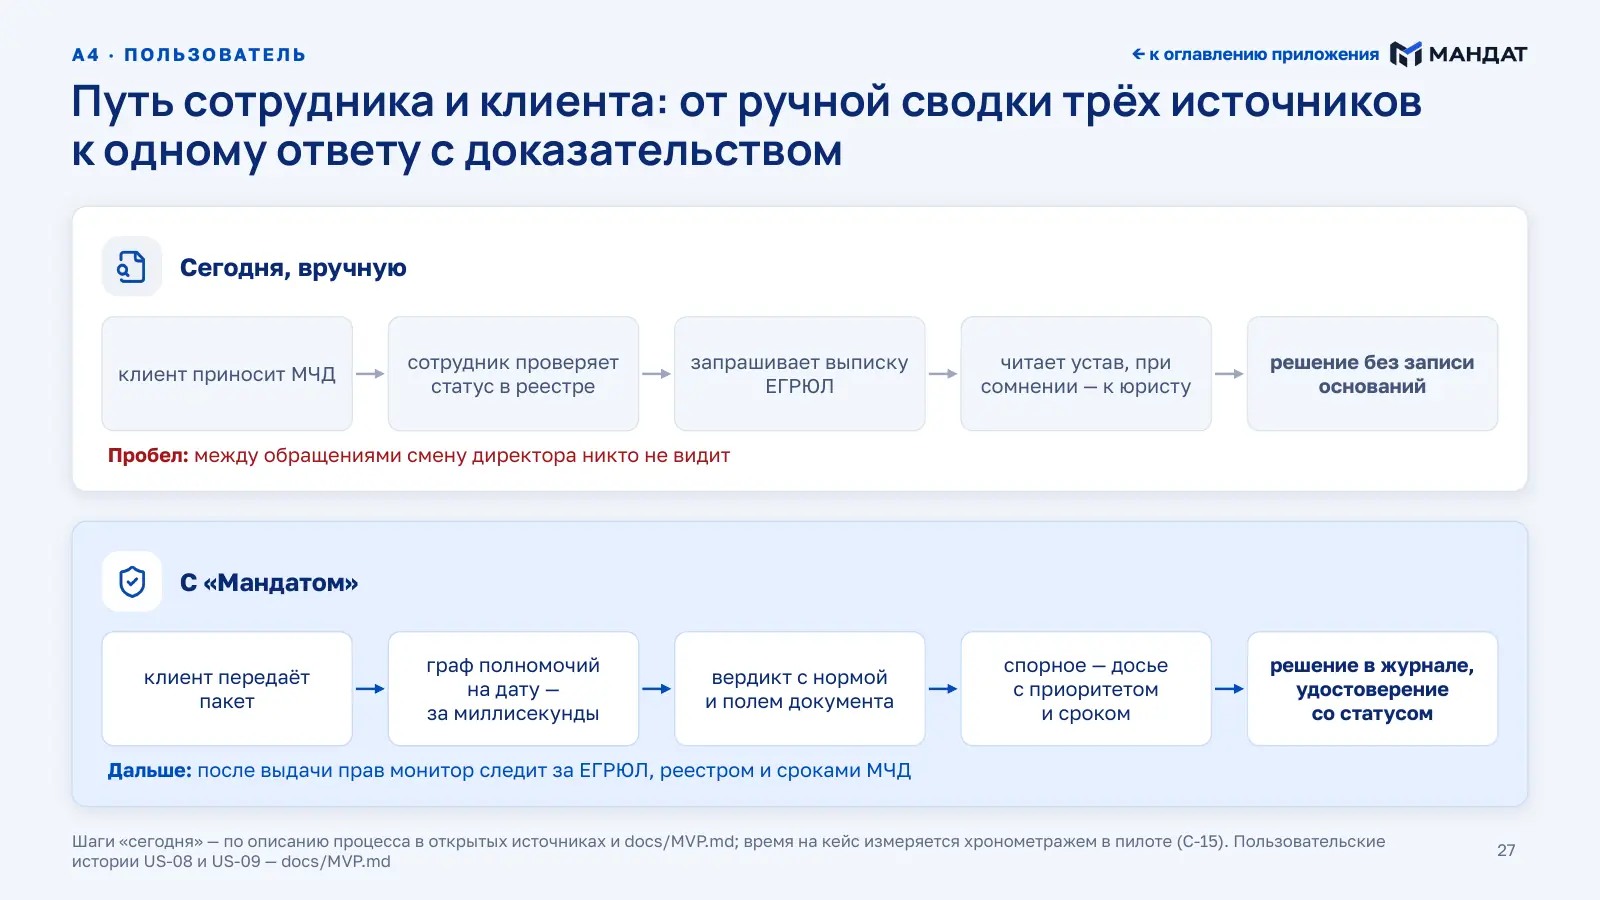 А4 · ПОЛЬЗОВАТЕЛЬ
← к оглавлению приложения
МАНДАТ
Путь сотрудника и клиента: от ручной сводки трёх источников
к одному ответу с доказательством
Сегодня, вручную
клиент приносит МЧД
сотрудник проверяет
статус в реестре
запрашивает выписку
ЕГРЮЛ
читает устав, при
сомнении — к юристу
решение без записи
оснований
Пробел: между обращениями смену директора никто не видит
С «Мандатом»
клиент передаёт
пакет
граф полномочий
на дату —
за миллисекунды
вердикт с нормой
и полем документа
спорное — досье
с приоритетом
и сроком
решение в журнале,
удостоверение
со статусом
Дальше: после выдачи прав монитор следит за ЕГРЮЛ, реестром и сроками МЧД
Шаги «сегодня» — по описанию процесса в открытых источниках и docs/MVP.md; время на кейс измеряется хронометражем в пилоте (С-15). Пользовательские
истории US-08 и US-09 — docs/MVP.md
27